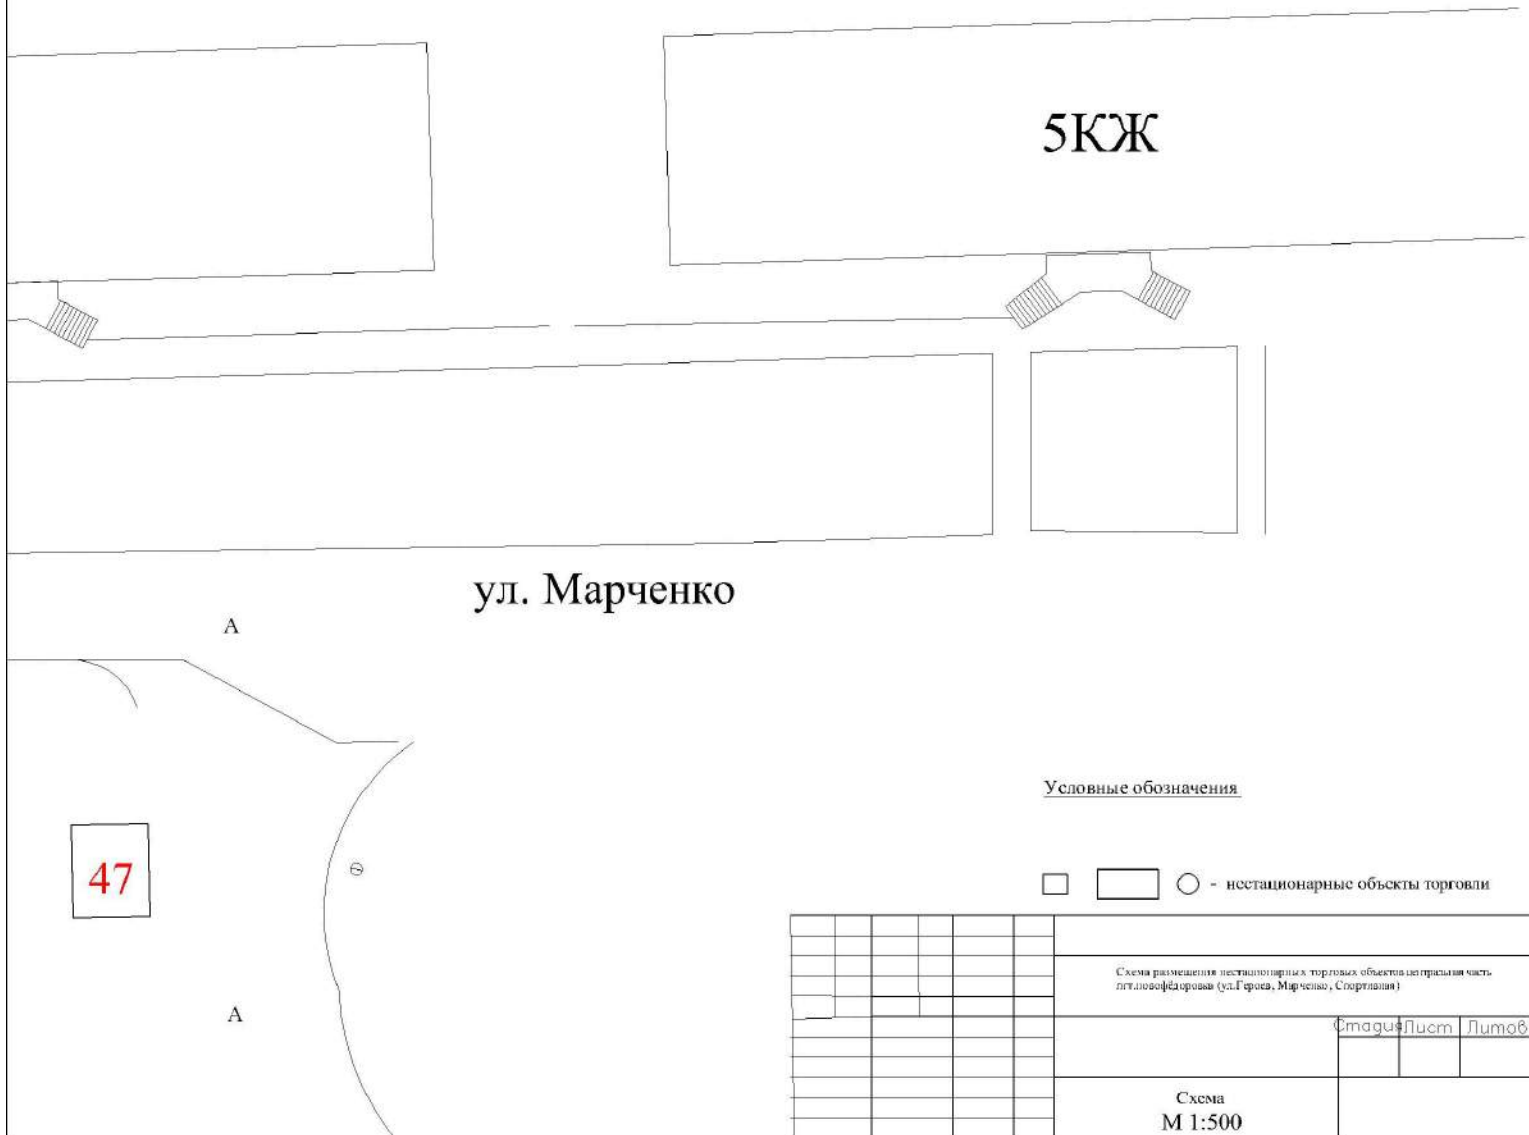 5КЖ
ул. Марченко
А
47
А
Условные обозначения
- нестационарные объекты торговли
Схема размещения нестационарных торговых объектов центральная часть
пгт.новофёдоровка (ул.Героев, Марченко, Спортивная)
Стадия Лист Литов
Схема
М 1:500